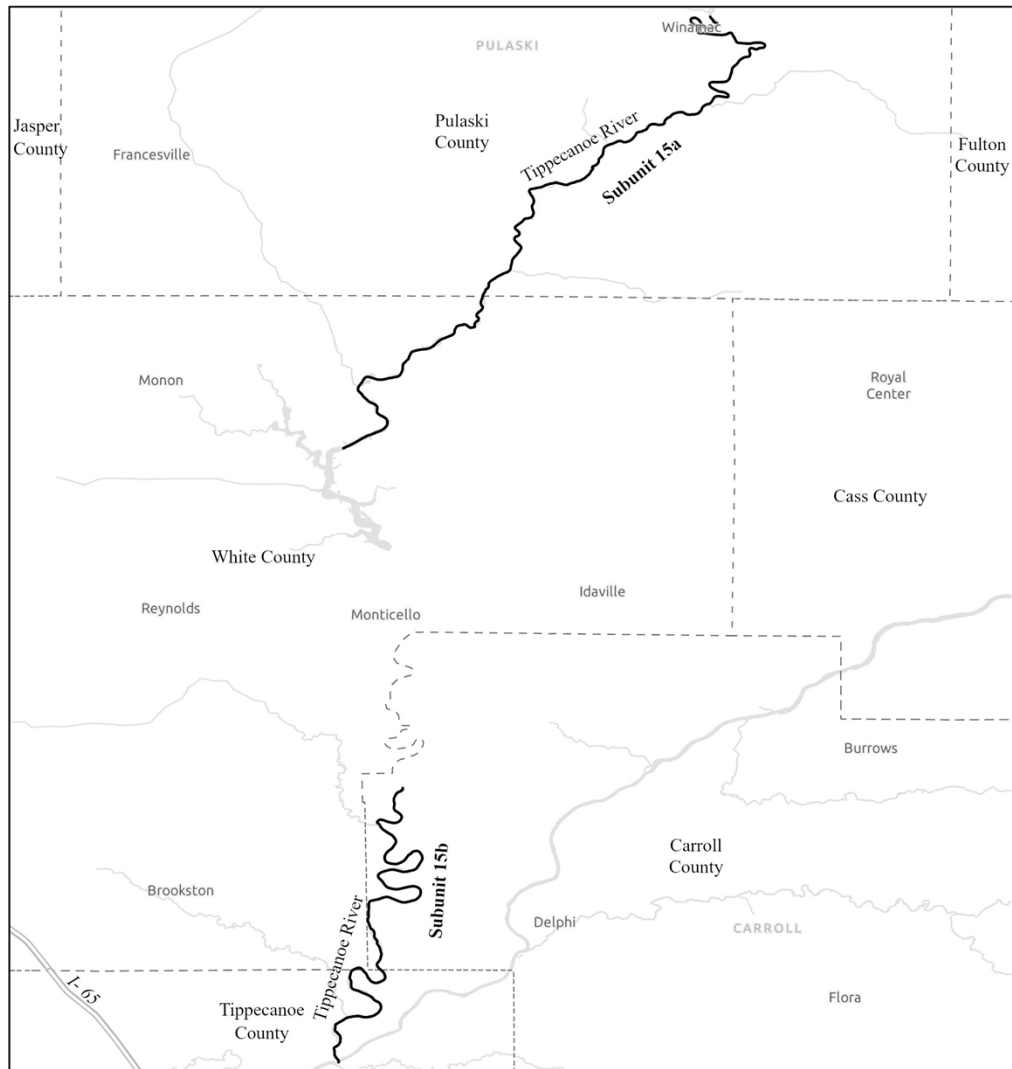 Winamac
PULASKI
Jasper
County
Pulaski
County
Tippecanoe River
Francesville
Fulton
County
Subunit 15a
Monon
Royal
Center
Cass County
White County
Idaville
Reynolds
Monticello
Burrows
Carroll
County
Subunit 15b
Brookston
Tippecanoe River
Delphi
CARROLL
I- 65
Flora
Tippecanoe
County